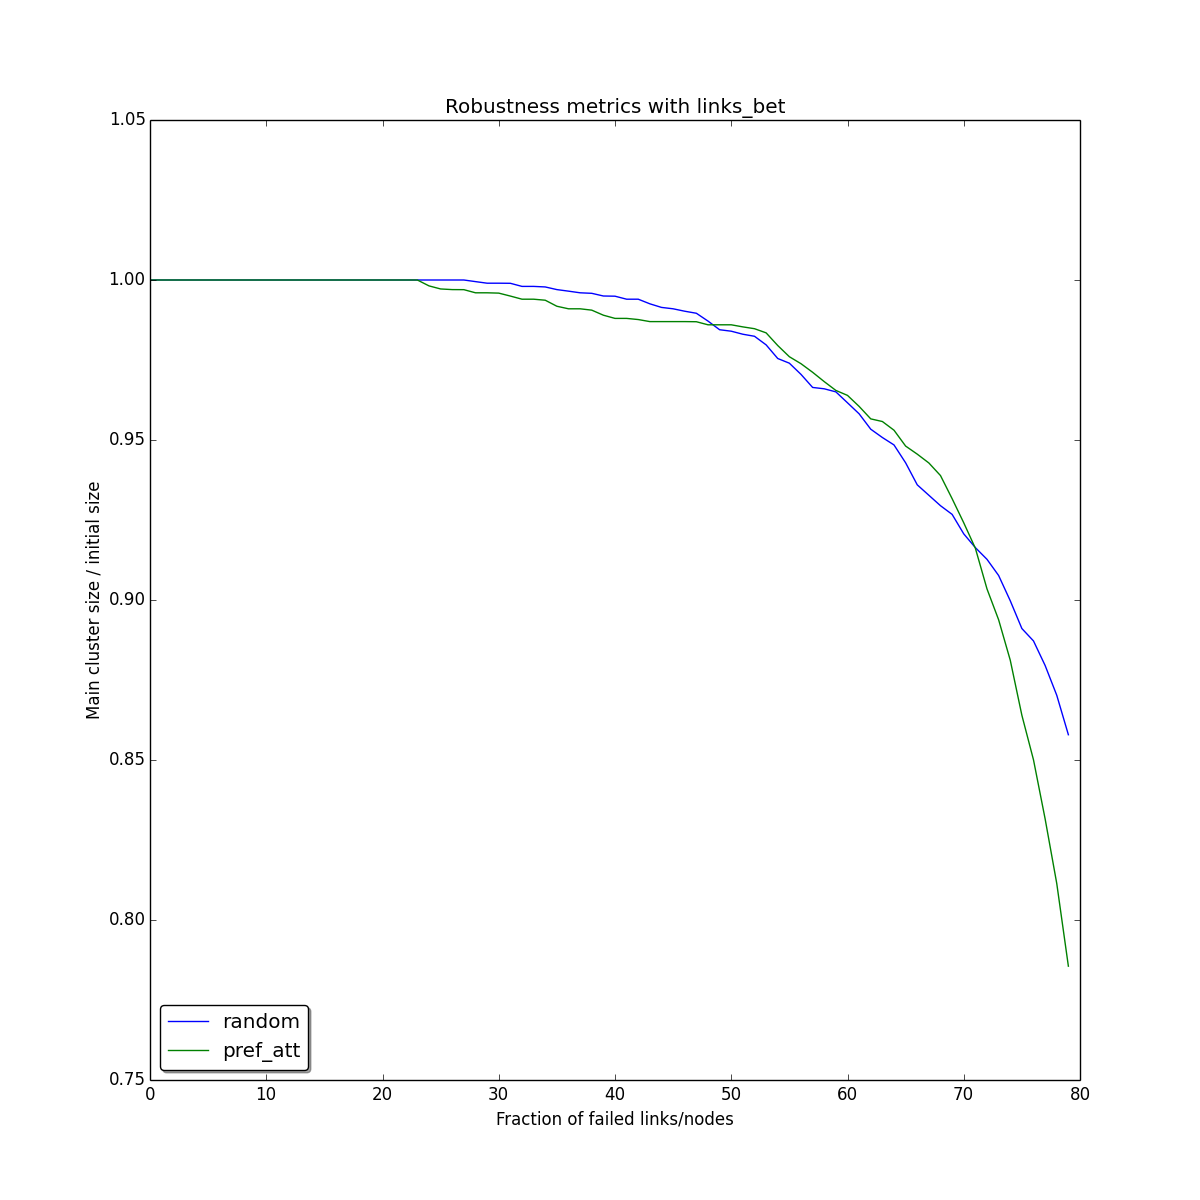 Robustness metrics with links_bet
1.05
1.00
0.95
0.90
0.85
0.80
0.75
Main cluster size / initial size
random
pref_att
0 10 20 30 40 50 60 70 80
Fraction of failed links/nodes